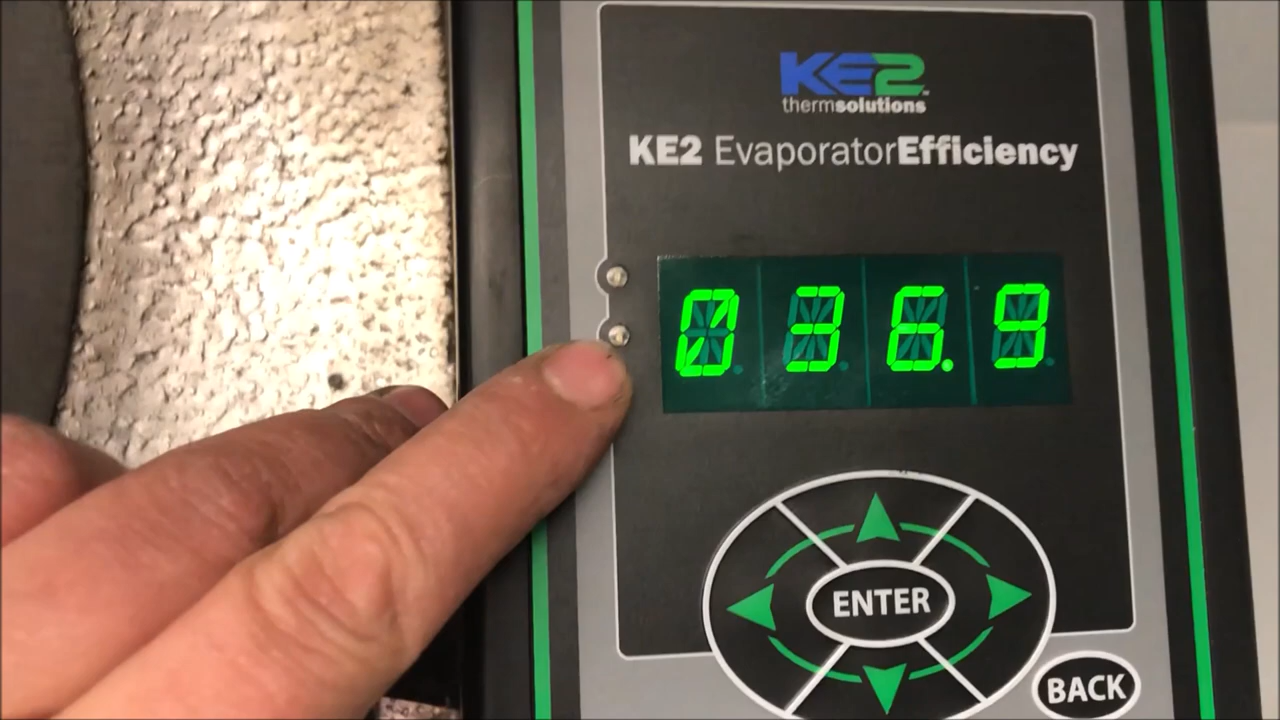 KE2
thermsolutions
KE2 EvaporatorEfficiency
036.9
ENTER
BACK